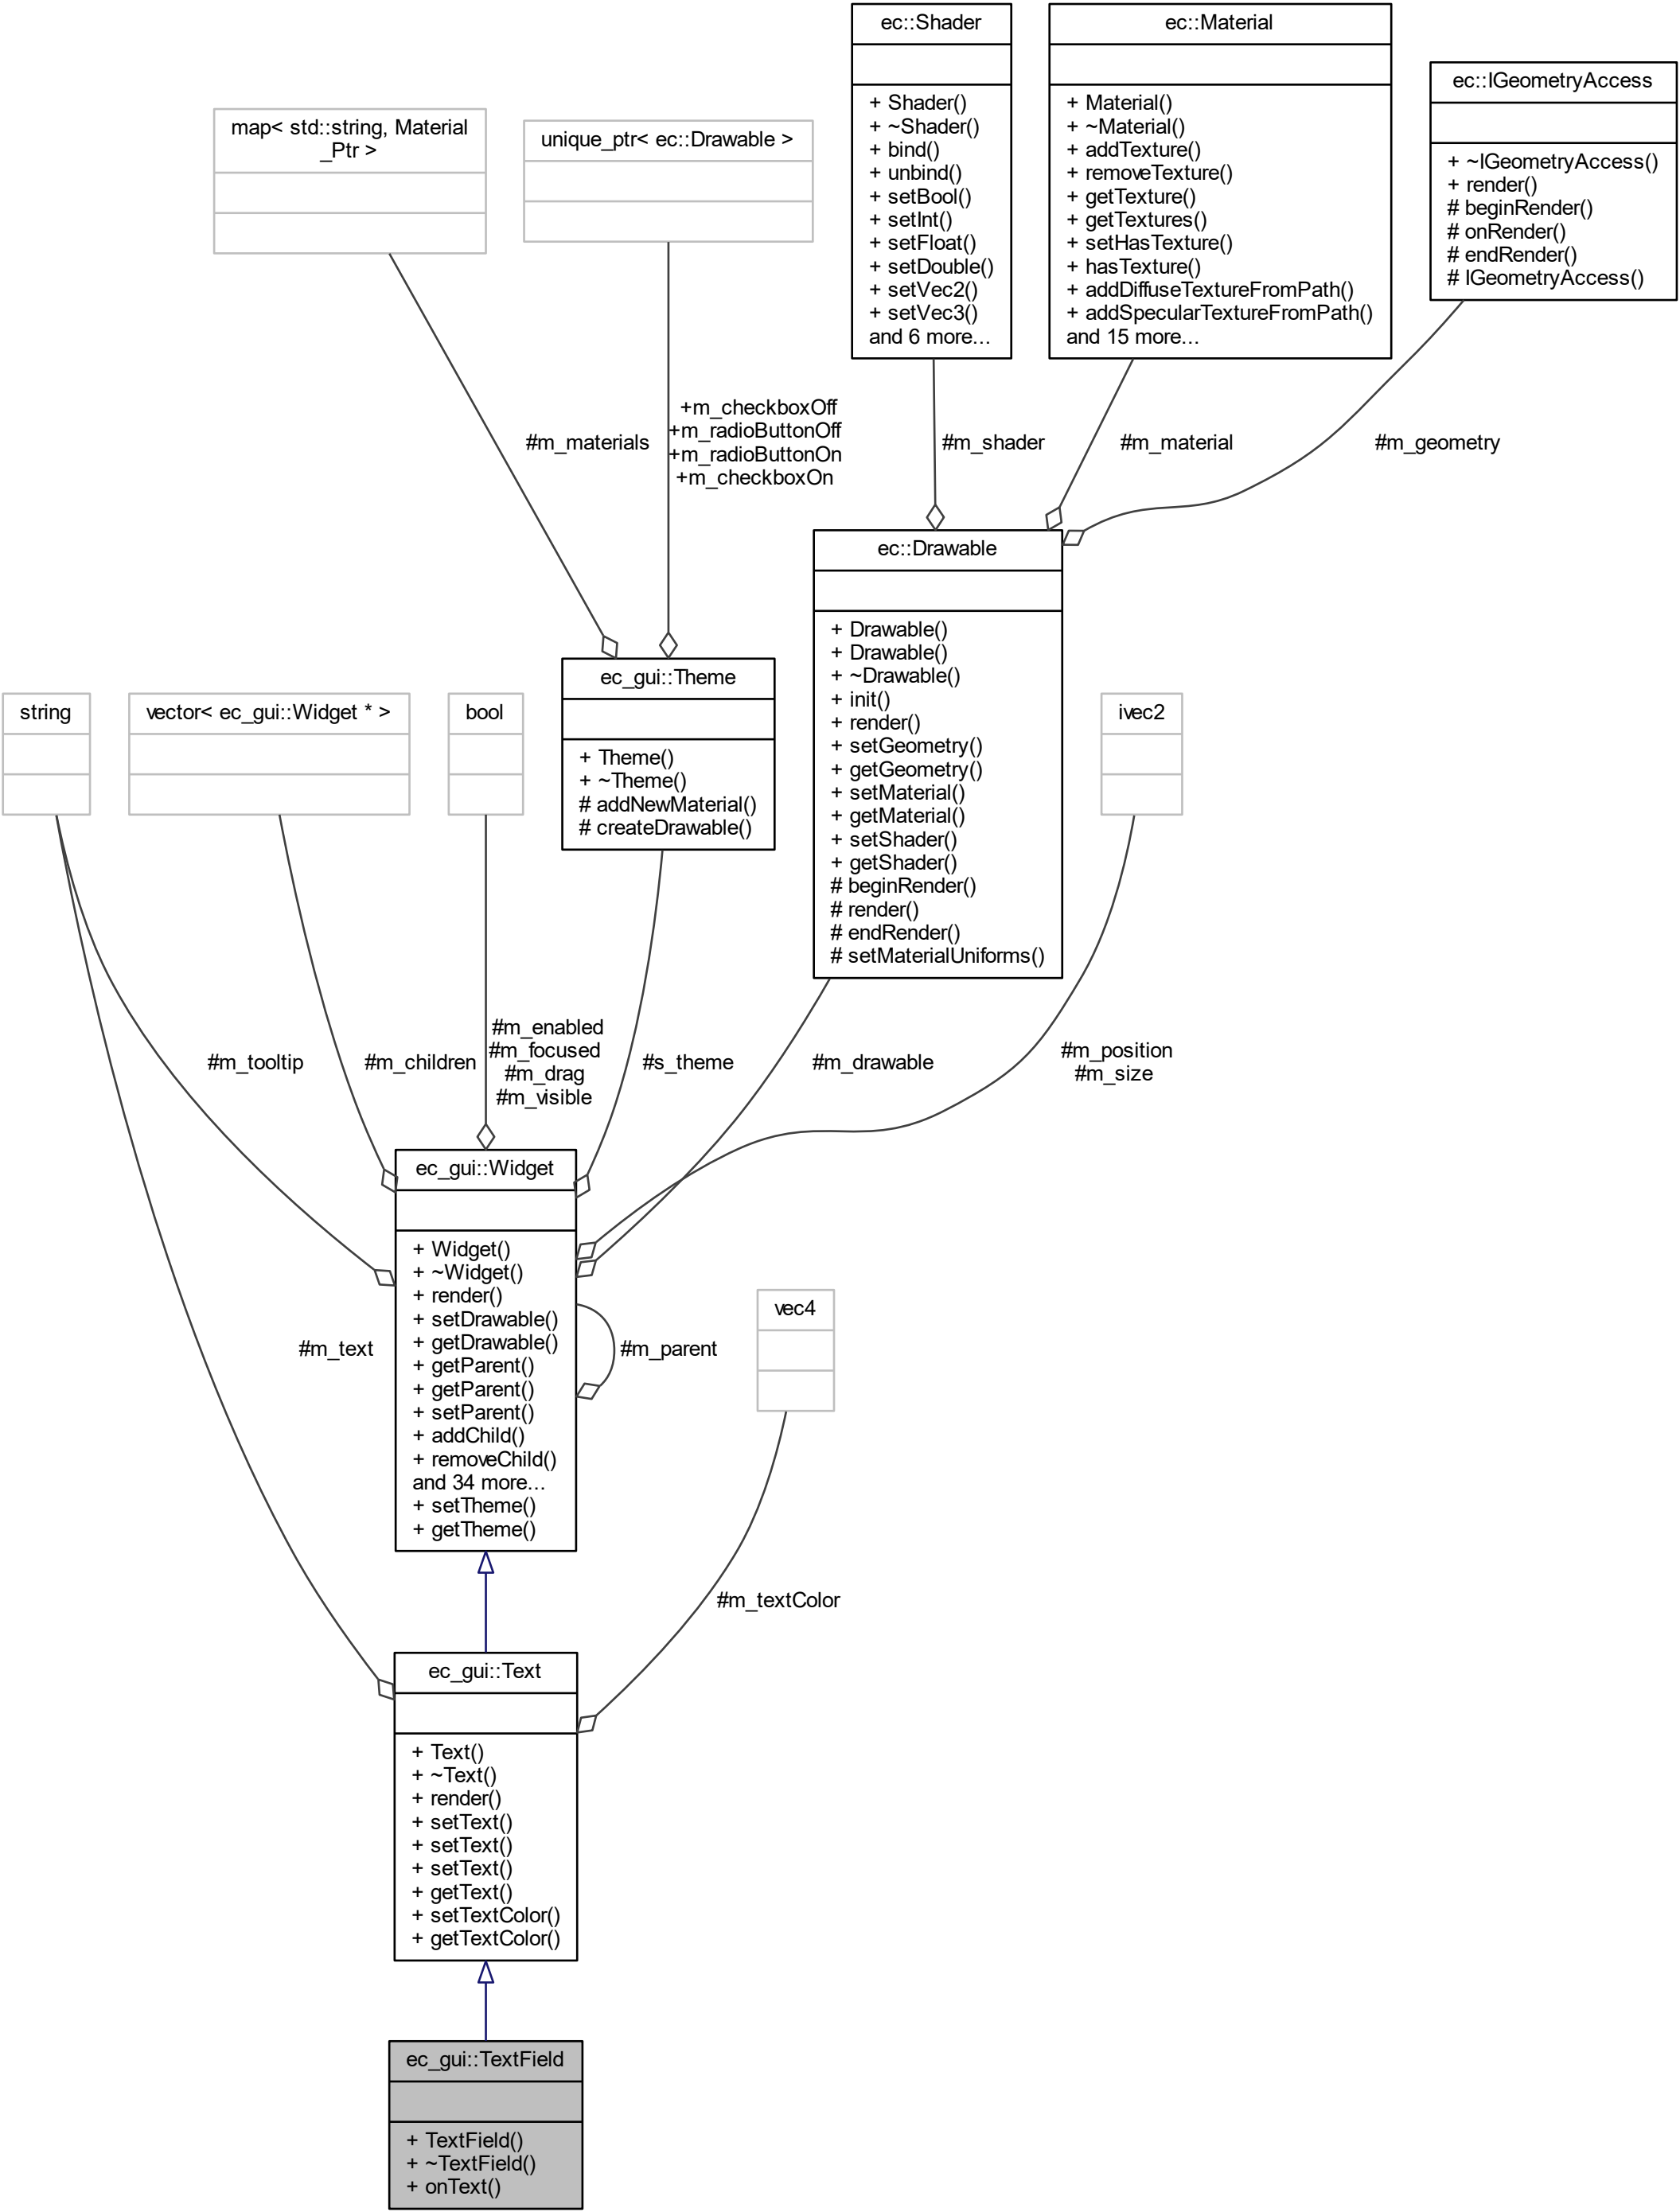 ec::Shader
+ Shader()
+ ~Shader()
+ bind()
+ unbind()
+ setBool()
+ setInt()
+ setFloat()
+ setDouble()
+ setVec2()
+ setVec3()
and 6 more...
ec::Material
+ Material()
+ ~Material()
+ addTexture()
+ removeTexture()
+ getTexture()
+ getTextures()
+ setHasTexture()
+ hasTexture()
+ addDiffuseTextureFromPath()
+ addSpecularTextureFromPath()
and 15 more...
ec::IGeometryAccess
+ ~IGeometryAccess()
+ render()
# beginRender()
# onRender()
# endRender()
# IGeometryAccess()
map< std::string, Material
_Ptr >
unique_ptr< ec::Drawable >
#m_materials
+m_checkboxOff
+m_radioButtonOff
+m_radioButtonOn
+m_checkboxOn
#m_shader
#m_material
#m_geometry
ec::Drawable
+ Drawable()
+ Drawable()
+ ~Drawable()
+ init()
+ render()
+ setGeometry()
+ getGeometry()
+ setMaterial()
+ getMaterial()
+ setShader()
+ getShader()
# beginRender()
# render()
# endRender()
# setMaterialUniforms()
ec_gui::Theme
+ Theme()
+ ~Theme()
# addNewMaterial()
# createDrawable()
string
vector< ec_gui::Widget * >
bool
ivec2
#m_tooltip
#m_children
#m_enabled
#m_focused
#m_drag
#m_visible
#s_theme
#m_drawable
#m_position
#m_size
ec_gui::Widget
+ Widget()
+ ~Widget()
+ render()
+ setDrawable()
+ getDrawable()
+ getParent()
+ getParent()
+ setParent()
+ addChild()
+ removeChild()
and 34 more...
+ setTheme()
+ getTheme()
#m_text
#m_parent
vec4
#m_textColor
ec_gui::Text
+ Text()
+ ~Text()
+ render()
+ setText()
+ setText()
+ setText()
+ getText()
+ setTextColor()
+ getTextColor()
ec_gui::TextField
+ TextField()
+ ~TextField()
+ onText()